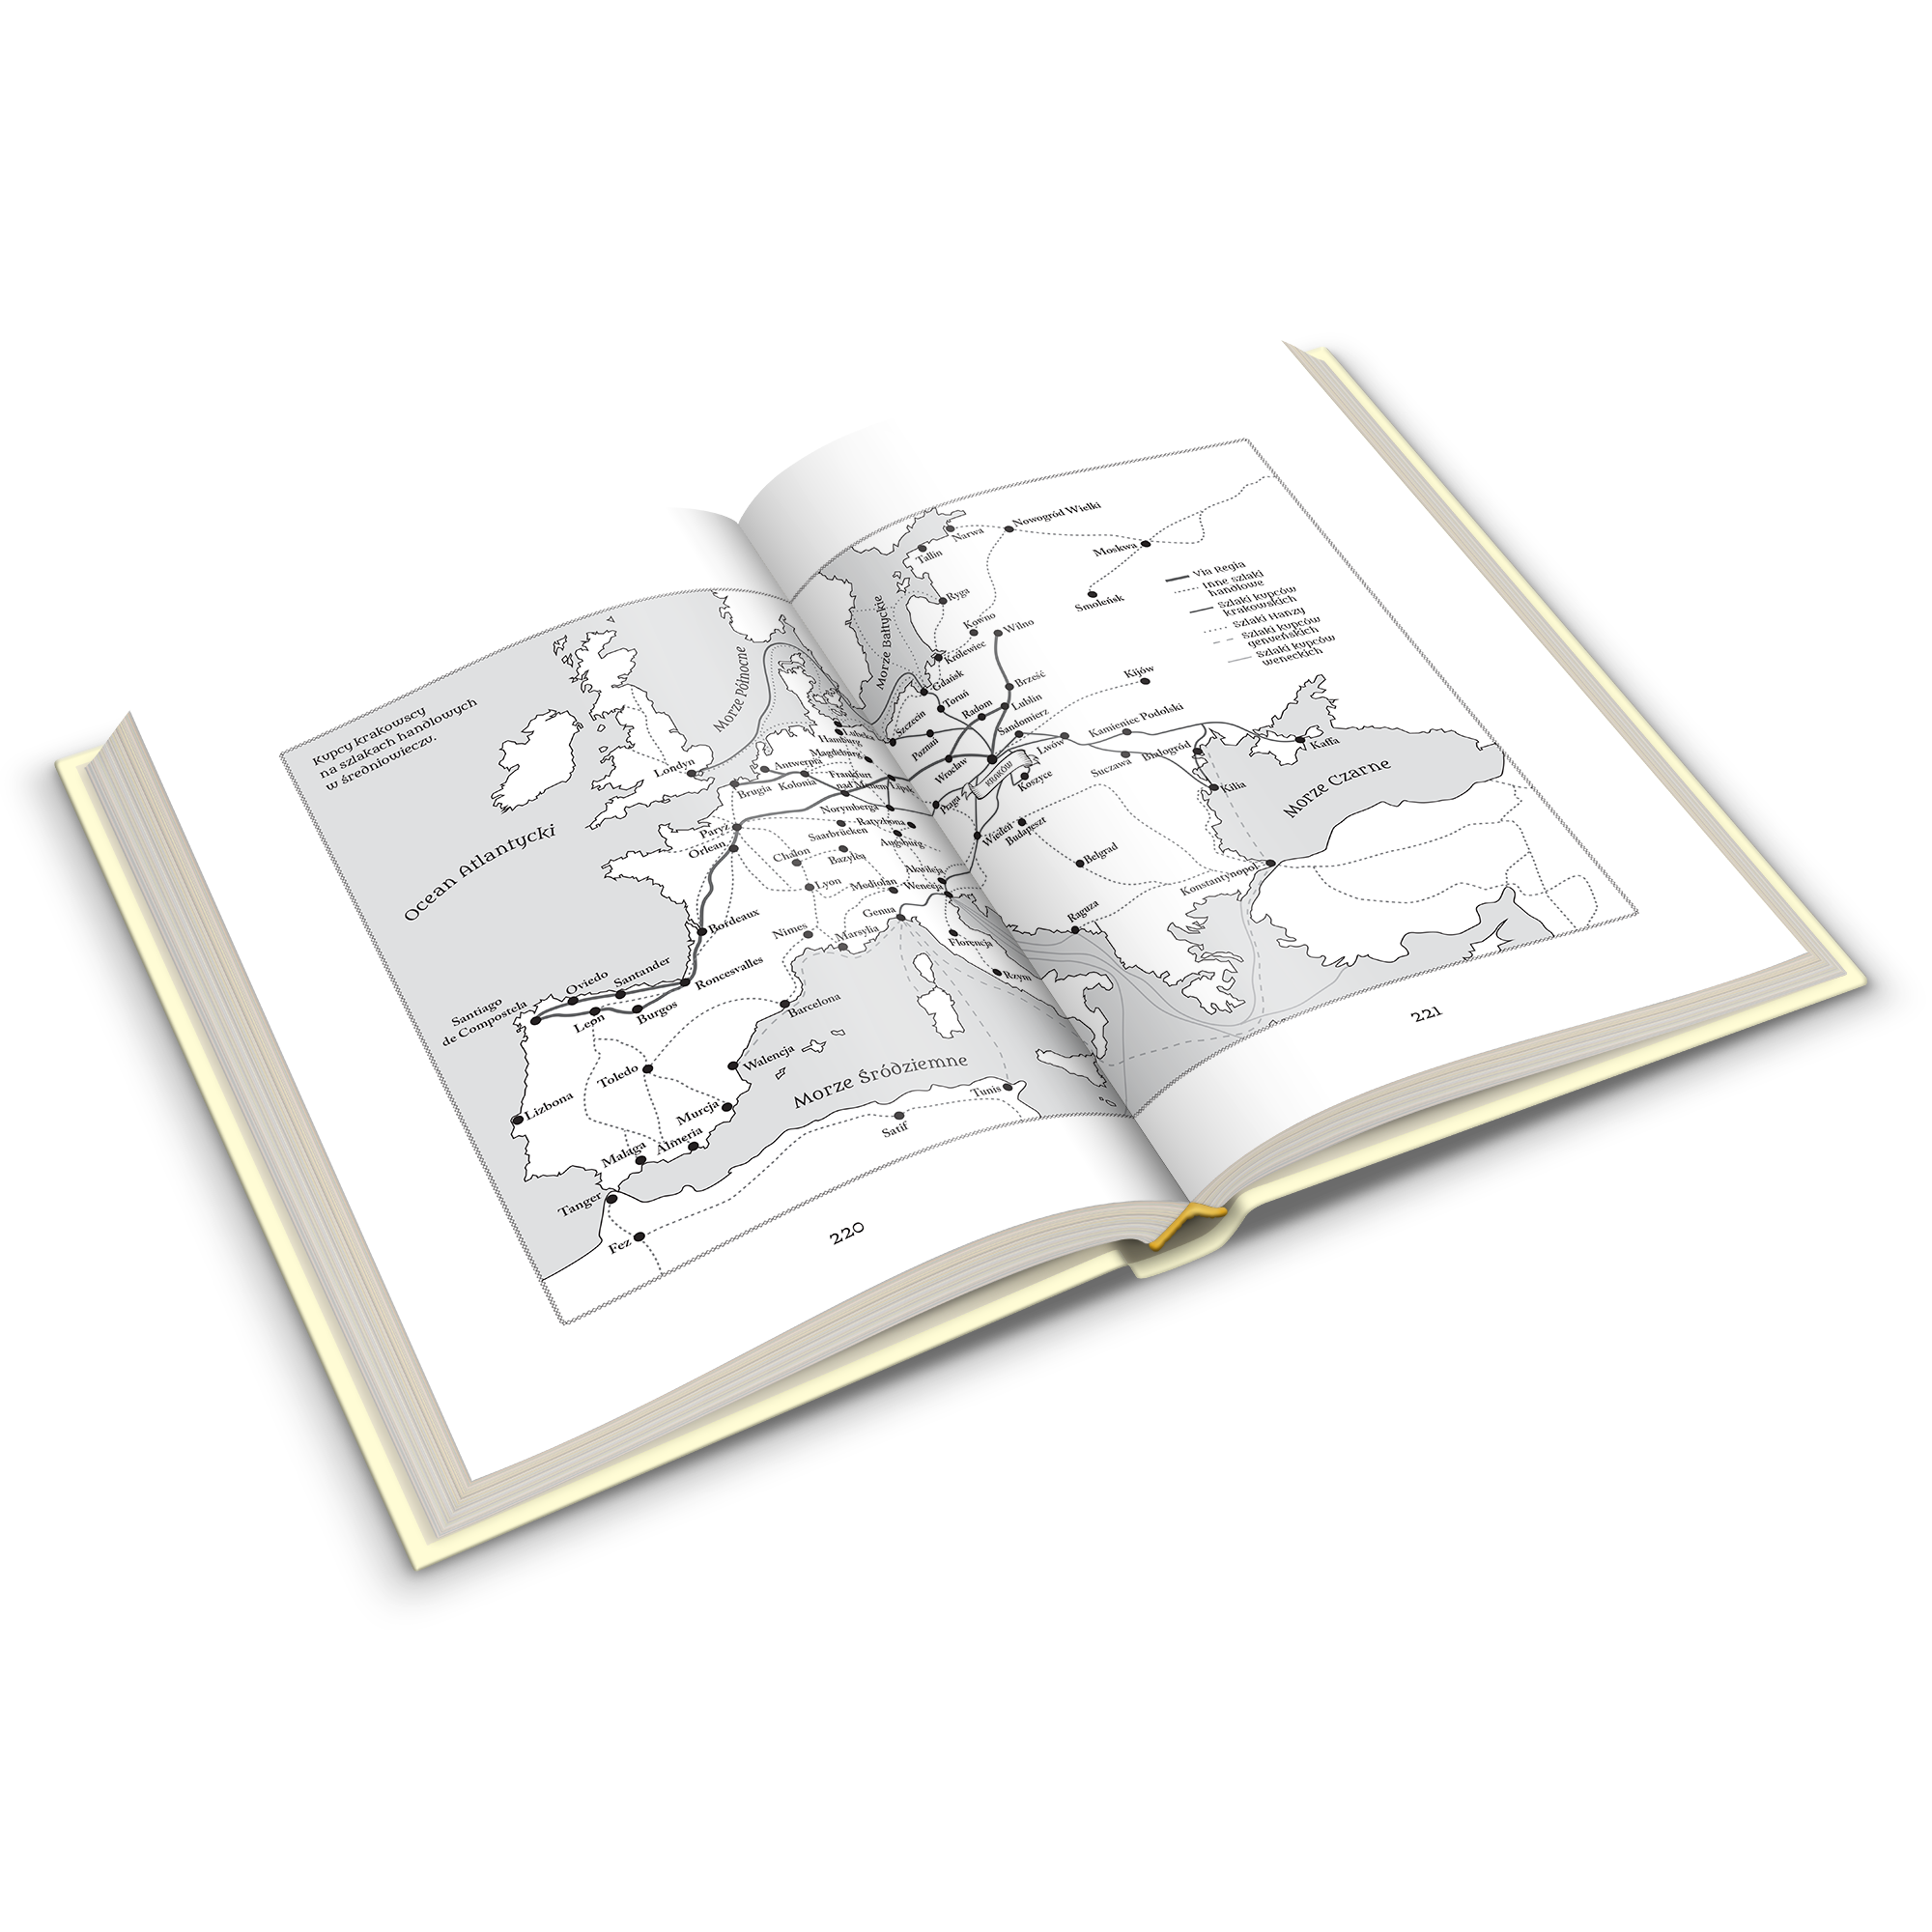 Kupcy krakowscy
na szlakach handlowych
w średniowieczu.
Ocean Atlantycki
Morze Północne
Londyn
Brugia
Antwerpia
Kolonia
Hamburg
Lubeka
Magdeburg
Frankfurt
nad Menem
Lipsk
Norymberga
Ratyzbona
Augsburg
Saarbrücken
Bazylea
Paryż
Orlean
Chalon
Lyon
Mediolan
Wenecja
Akwileja
Genua
Bordeaux
Nimes
Marsylia
Florencja
Rzym
Roncesvalles
Santander
Oviedo
Santiago
de Compostela
Leon
Burgos
Barcelona
Walencja
Toledo
Lizbona
Murcja
Malaga
Almeria
Tanger
Fez
Morze Śródziemne
Tunis
Satif
220
Morze Bałtyckie
Narwa
Tallin
Nowogród Wielki
Moskwa
Smoleńsk
Ryga
Kowno
Wilno
Królewiec
Gdańsk
Toruń
Szczecin
Poznań
Radom
Brześć
Lublin
Sandomierz
Wrocław
KRAKÓW
Praga
Koszyce
Lwów
Kijów
Kamieniec Podolski
Suczawa
Białogród
Kilia
Kaffa
Morze Czarne
Wiedeń
Budapeszt
Belgrad
Raguza
Konstantynopol
Via Regia
Inne szlaki
handlowe
Szlaki kupców
krakowskich
Szlaki Hanzy
Szlaki kupców
genueńskich
Szlaki kupców
weneckich
221